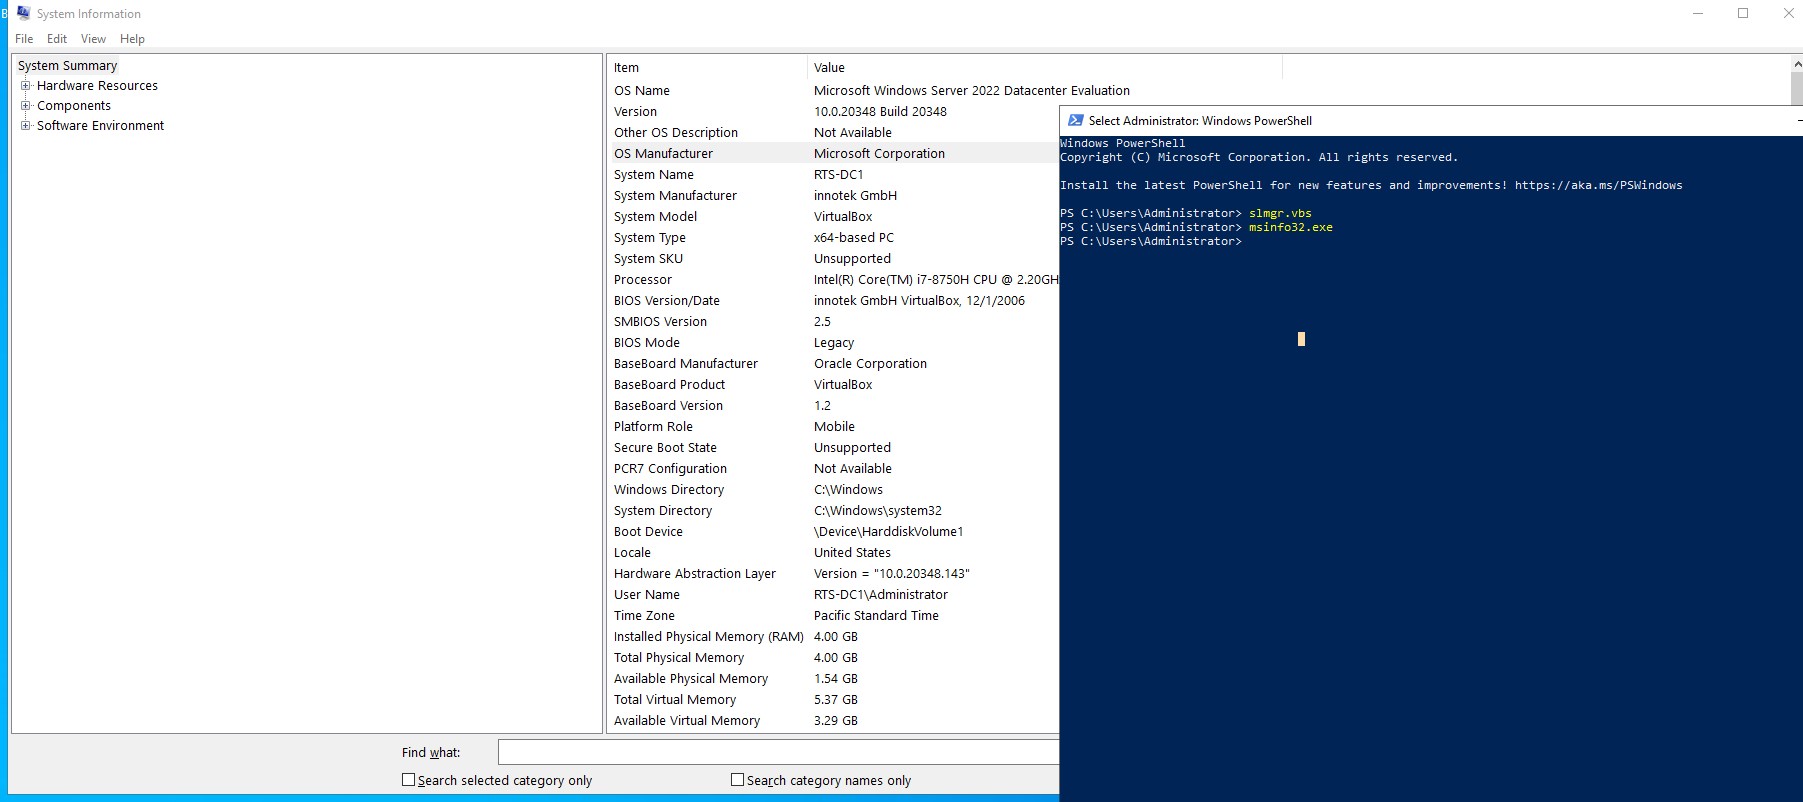 B
System Information
File Edit View Help
System Summary
Hardware Resources
Components
Software Environment
Item Value
OS Name Microsoft Windows Server 2022 Datacenter Evaluation
Version 10.0.20348 Build 20348
Other OS Description Not Available
OS Manufacturer Microsoft Corporation
System Name RTS-DC1
System Manufacturer innotek GmbH
System Model VirtualBox
System Type x64-based PC
System SKU Unsupported
Processor Intel(R) Core(TM) i7-8750H CPU @ 2.20GH
BIOS Version/Date innotek GmbH VirtualBox, 12/1/2006
SMBIOS Version 2.5
BIOS Mode Legacy
BaseBoard Manufacturer Oracle Corporation
BaseBoard Product VirtualBox
BaseBoard Version 1.2
Platform Role Mobile
Secure Boot State Unsupported
PCR7 Configuration Not Available
Windows Directory C:\Windows
System Directory C:\Windows\system32
Boot Device \Device\HarddiskVolume1
Locale United States
Hardware Abstraction Layer Version = "10.0.20348.143"
User Name RTS-DC1\Administrator
Time Zone Pacific Standard Time
Installed Physical Memory (RAM) 4.00 GB
Total Physical Memory 4.00 GB
Available Physical Memory 1.54 GB
Total Virtual Memory 5.37 GB
Available Virtual Memory 3.29 GB
Find what:
Search selected category only Search category names only
Select Administrator: Windows PowerShell
Windows PowerShell
Copyright (C) Microsoft Corporation. All rights reserved.
Install the latest PowerShell for new features and improvements! https://aka.ms/PSWindows
PS C:\Users\Administrator> slmgr.vbs
PS C:\Users\Administrator> msinfo32.exe
PS C:\Users\Administrator>